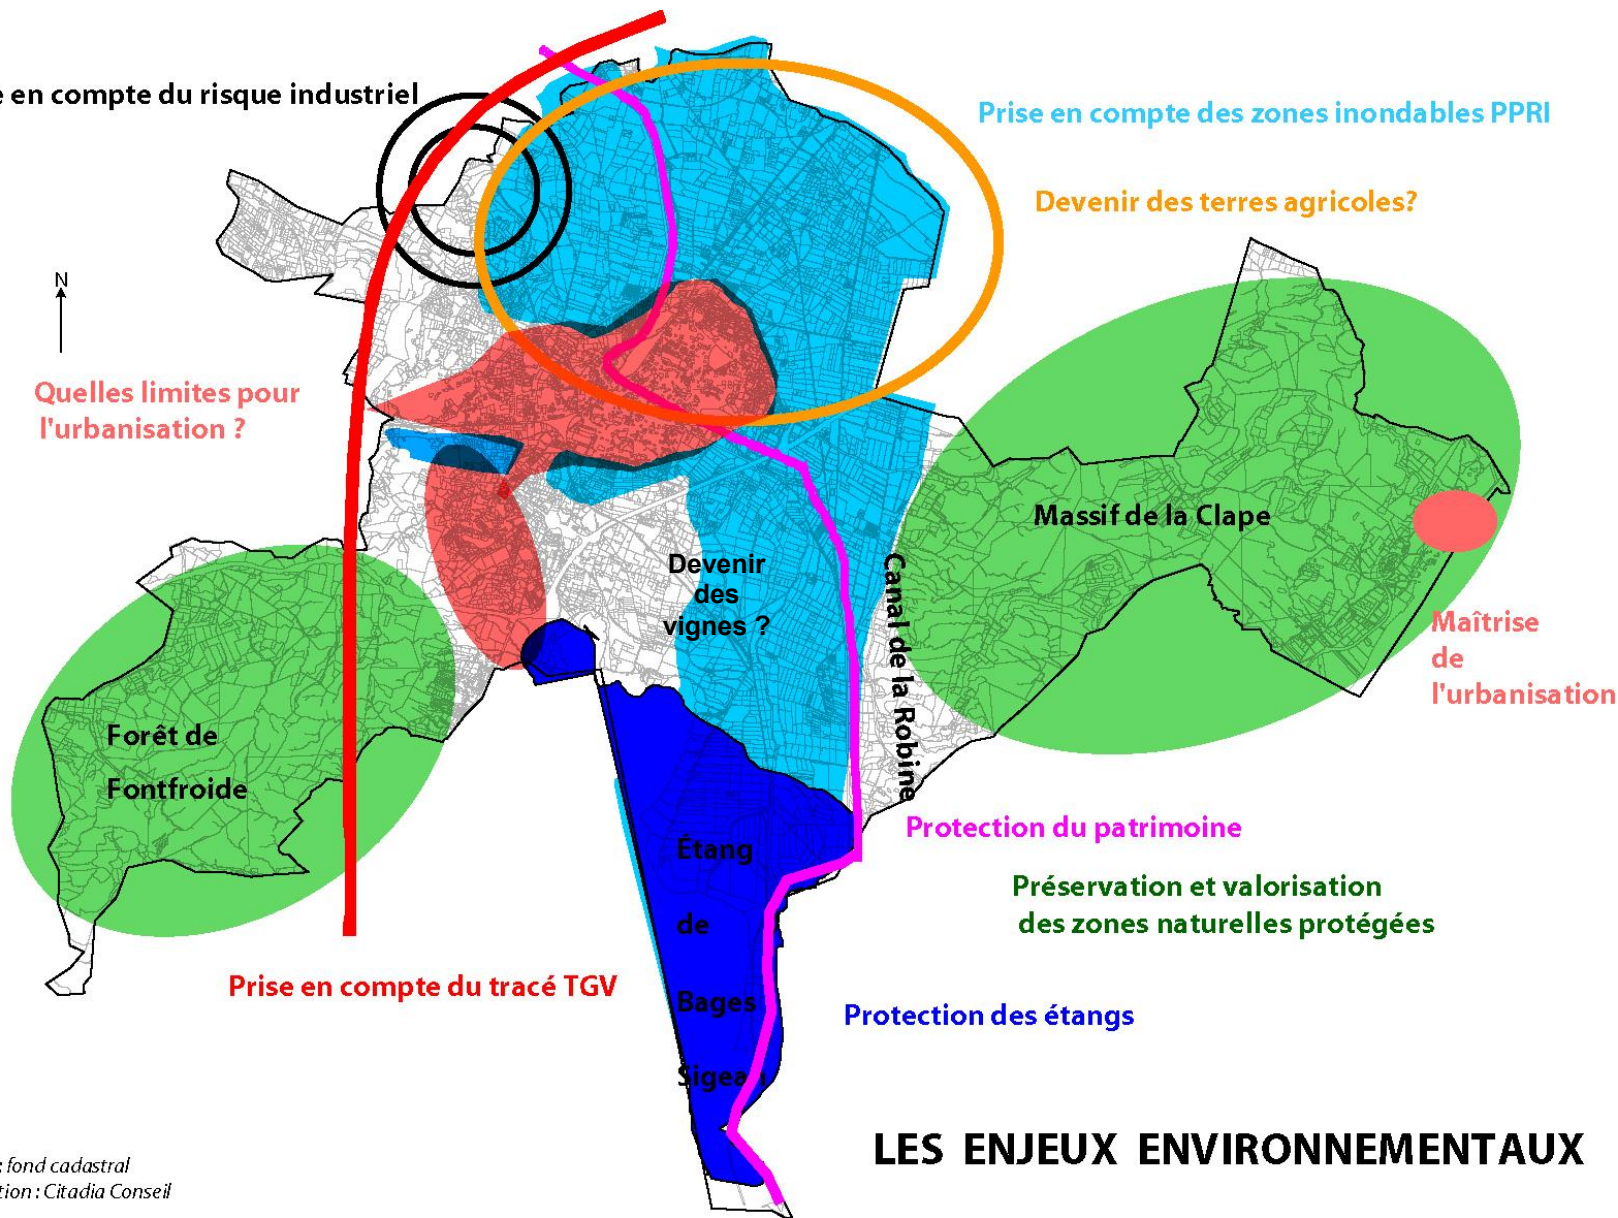 e en compte du risque industriel
Prise en compte des zones inondables PPRI
Devenir des terres agricoles?
N
Quelles limites pour
l'urbanisation ?
Massif de la Clape
Devenir
des
vignes ?
Canal de la Robine
Maîtrise
de
l'urbanisation
Forêt de
Fontfroide
Protection du patrimoine
Étang
de
Bages
Sigean
Préservation et valorisation
des zones naturelles protégées
Prise en compte du tracé TGV
Protection des étangs
LES ENJEUX ENVIRONNEMENTAUX
: fond cadastral
tion : Citadia Conseil